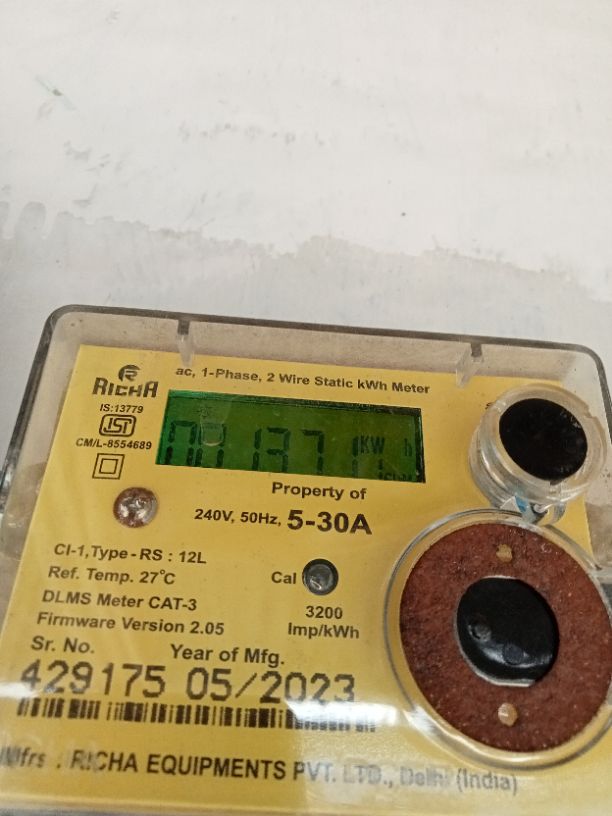 RICHA
ac, 1-Phase, 2 Wire Static kWh Meter
IS:13779
ISI
CM/L-8554689
KW h
Property of
240V, 50Hz, 5-30A
Cl-1,Type-RS : 12L
Ref. Temp. 27°C
Cal
DLMS Meter CAT-3
3200
Imp/kWh
Firmware Version 2.05
Sr. No. Year of Mfg.
429175 05/2023
Mfrs : RICHA EQUIPMENTS PVT. LTD., Delhi (India)